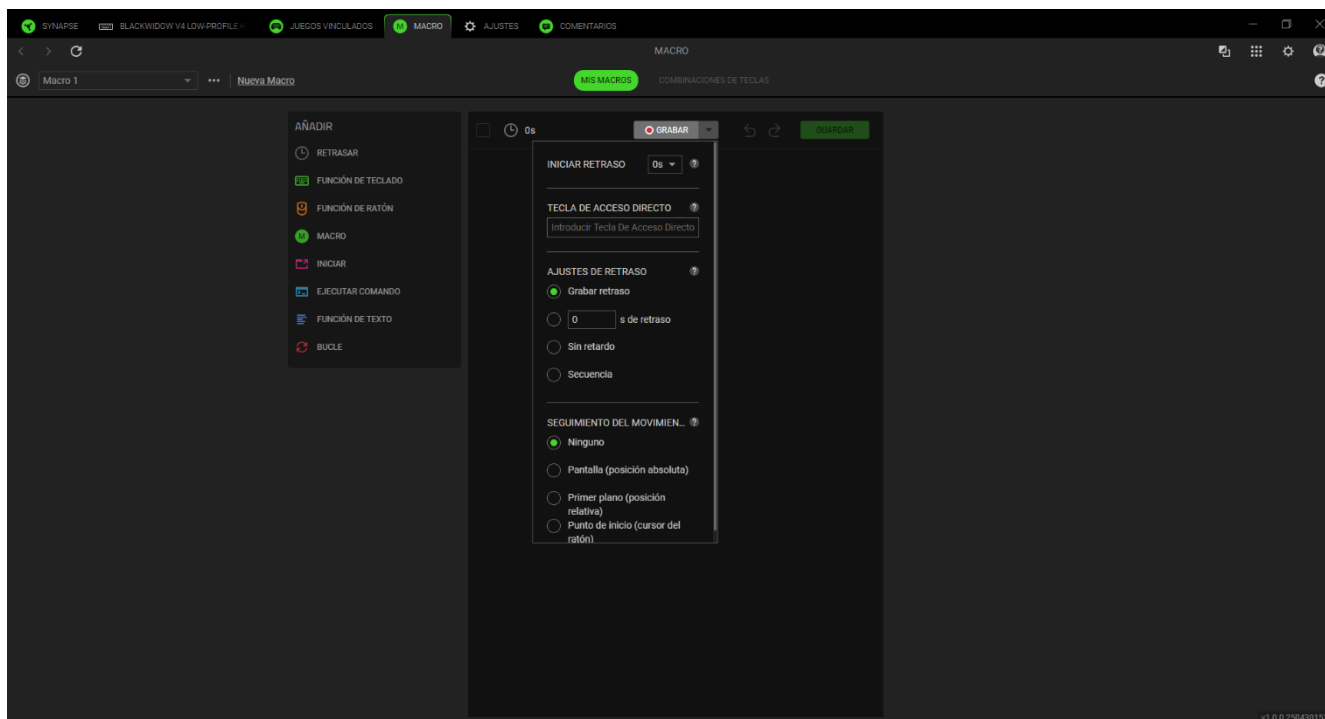 SYNAPSE
BLACKWIDOW V4 LOW-PROFILE H
JUEGOS VINCULADOS
M MACRO
AJUSTES
COMENTARIOS
MACRO
Macro 1
Nueva Macro
MIS MACROS
COMBINACIONES DE TECLAS
AÑADIR
RETRASAR
FUNCIÓN DE TECLADO
FUNCIÓN DE RATÓN
M MACRO
INICIAR
EJECUTAR COMANDO
FUNCIÓN DE TEXTO
BUCLE
0s
GRABAR
GUARDAR
INICIAR RETRASO 0s ?
TECLA DE ACCESO DIRECTO ?
Introducir Tecla De Acceso Directo
AJUSTES DE RETRASO ?
Grabar retraso
0 s de retraso
Sin retardo
Secuencia
SEGUIMIENTO DEL MOVIMIEN... ?
Ninguno
Pantalla (posición absoluta)
Primer plano (posición
relativa)
Punto de inicio (cursor del
ratón)